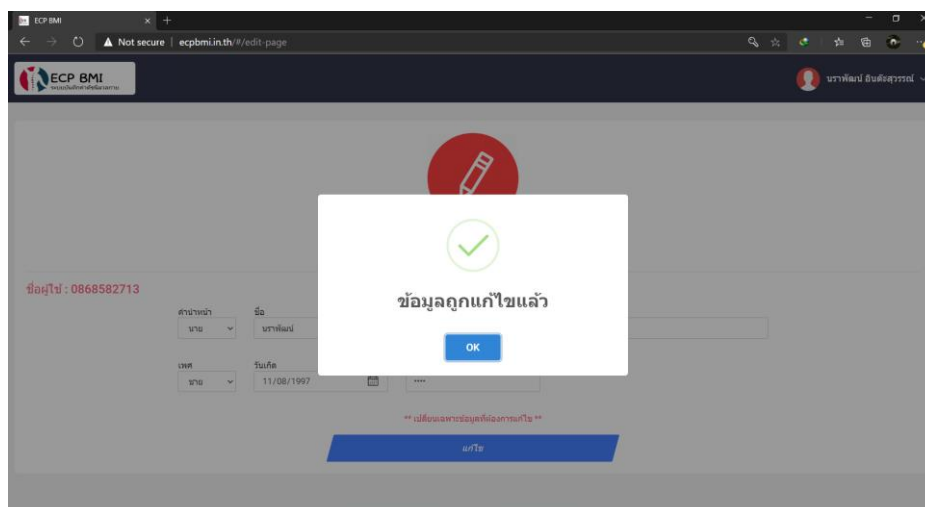 ECP BMI
Not secure | ecpbmi.in.th/#/edit-page
ECP BMI
นราพัฒน์ อินต๊ะสุวรรณ์
ข้อมูลถูกแก้ไขแล้ว
OK
ชื่อผู้ใช้ : 0868582713
คำนำหน้า ชื่อ
นาย นราพัฒน์
เพศ วันเกิด
ชาย 11/08/1997 ••••
** เปลี่ยนเฉพาะข้อมูลที่ต้องการแก้ไข **
แก้ไข